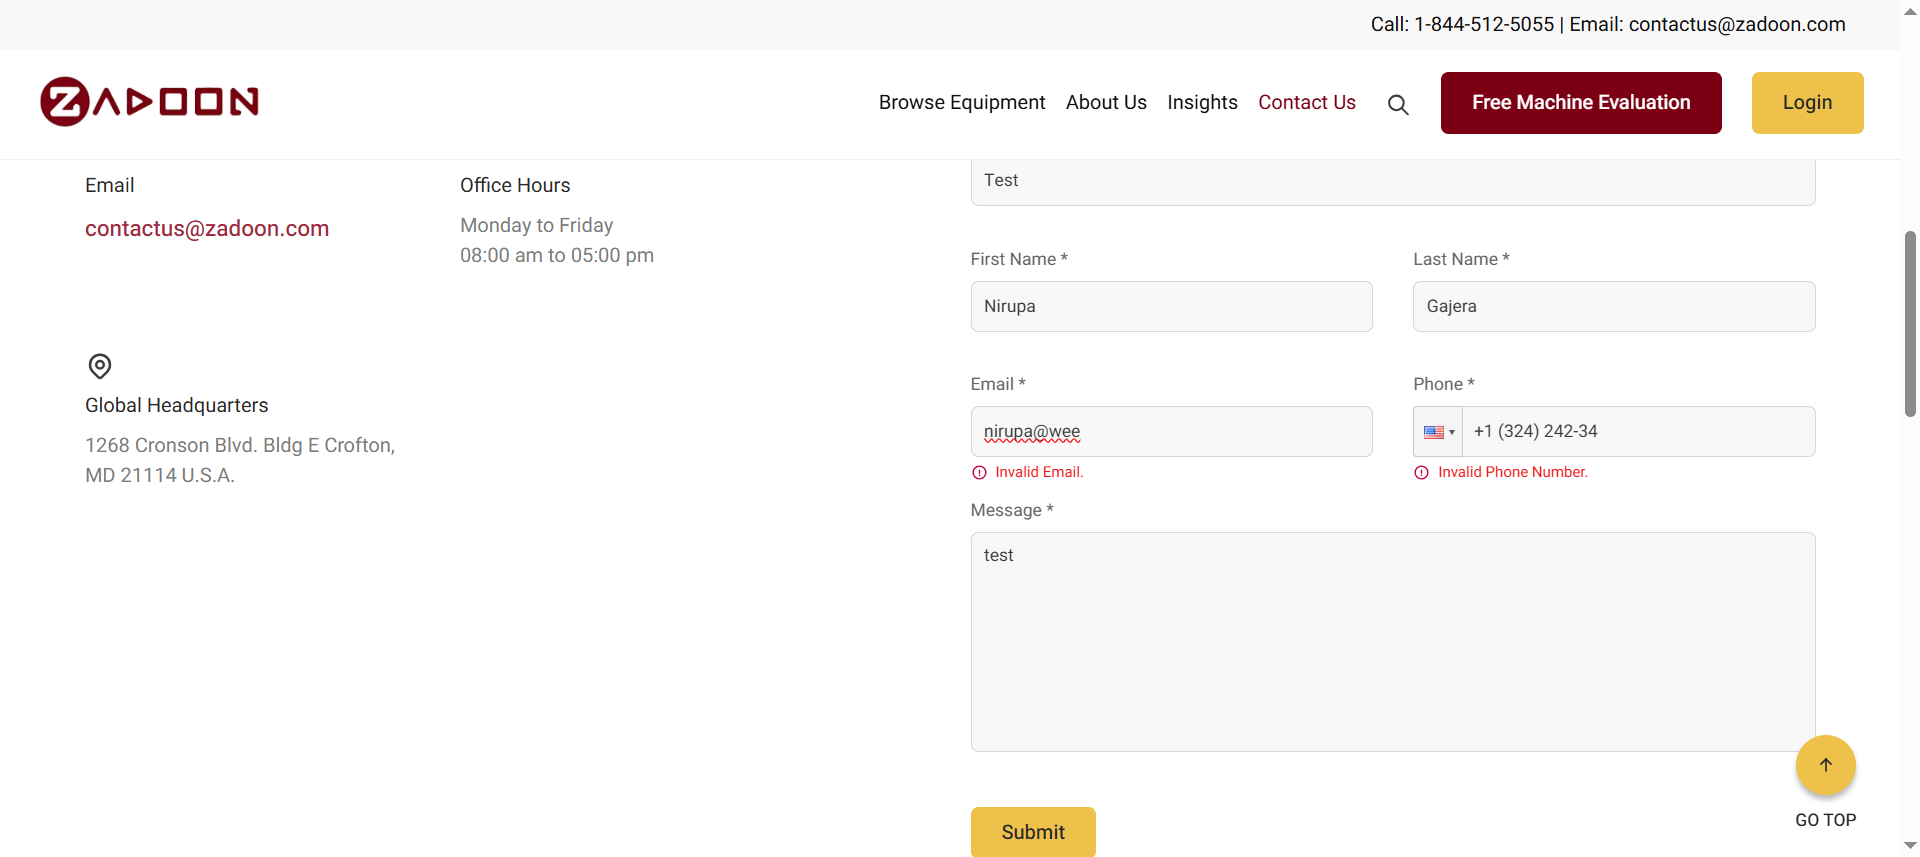 Call: 1-844-512-5055 | Email: contactus@zadoon.com
ZADOON
Browse Equipment About Us Insights Contact Us Free Machine Evaluation Login
Email
contactus@zadoon.com
Office Hours
Monday to Friday
08:00 am to 05:00 pm
Global Headquarters
1268 Cronson Blvd. Bldg E Crofton,
MD 21114 U.S.A.
Test
First Name *
Nirupa
Last Name *
Gajera
Email *
nirupa@wee
Invalid Email.
Phone *
+1 (324) 242-34
Invalid Phone Number.
Message *
test
Submit
GO TOP